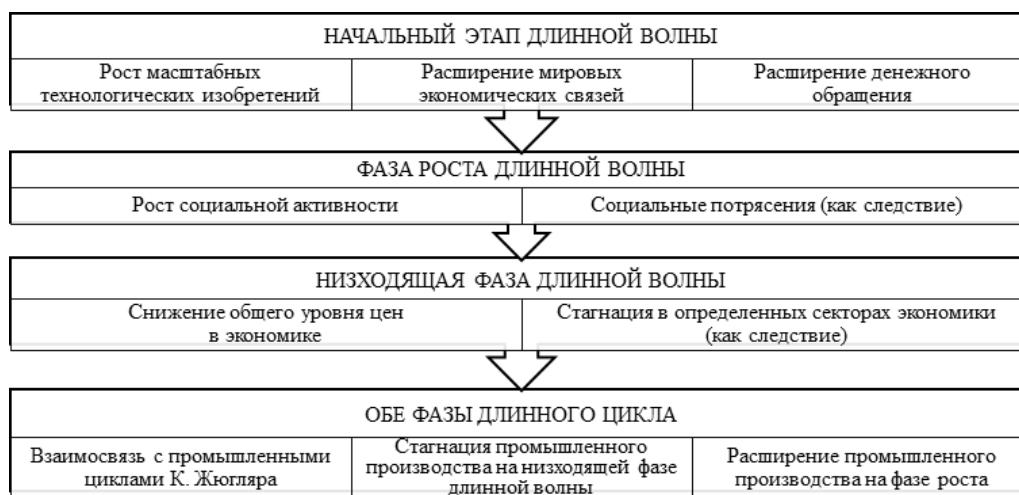 НАЧАЛЬНЫЙ ЭТАП ДЛИННОЙ ВОЛНЫ
Рост масштабных
технологических изобретений
Расширение мировых
экономических связей
Расширение денежного
обращения
ФАЗА РОСТА ДЛИННОЙ ВОЛНЫ
Рост социальной активности
Социальные потрясения (как следствие)
НИЗХОДЯЩАЯ ФАЗА ДЛИННОЙ ВОЛНЫ
Снижение общего уровня цен
в экономике
Стагнация в определенных секторах экономики
(как следствие)
ОБЕ ФАЗЫ ДЛИННОГО ЦИКЛА
Взаимосвязь с промышленными
циклами К. Жюгляра
Стагнация промышленного
производства на низходящей фазе
длинной волны
Расширение промышленного
производства на фазе роста